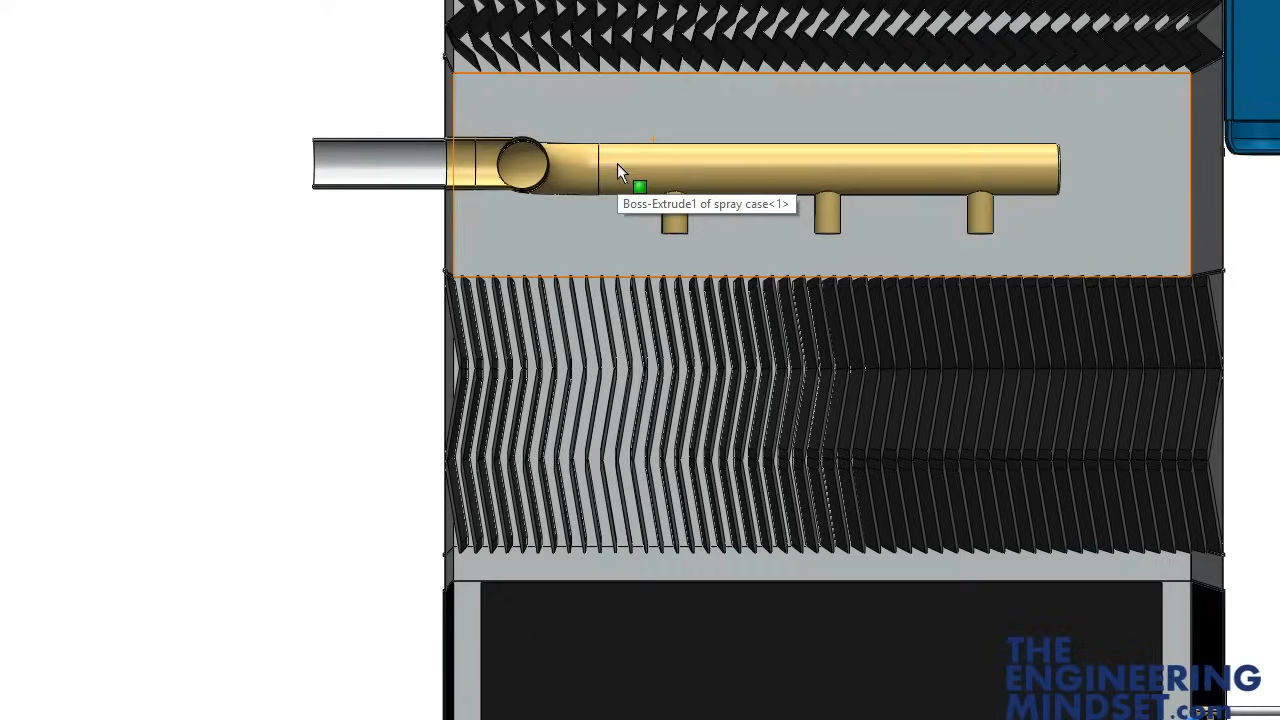 Boss-Extrude1 of spray case<1>
THE
ENGINEERING
MINDSET.com